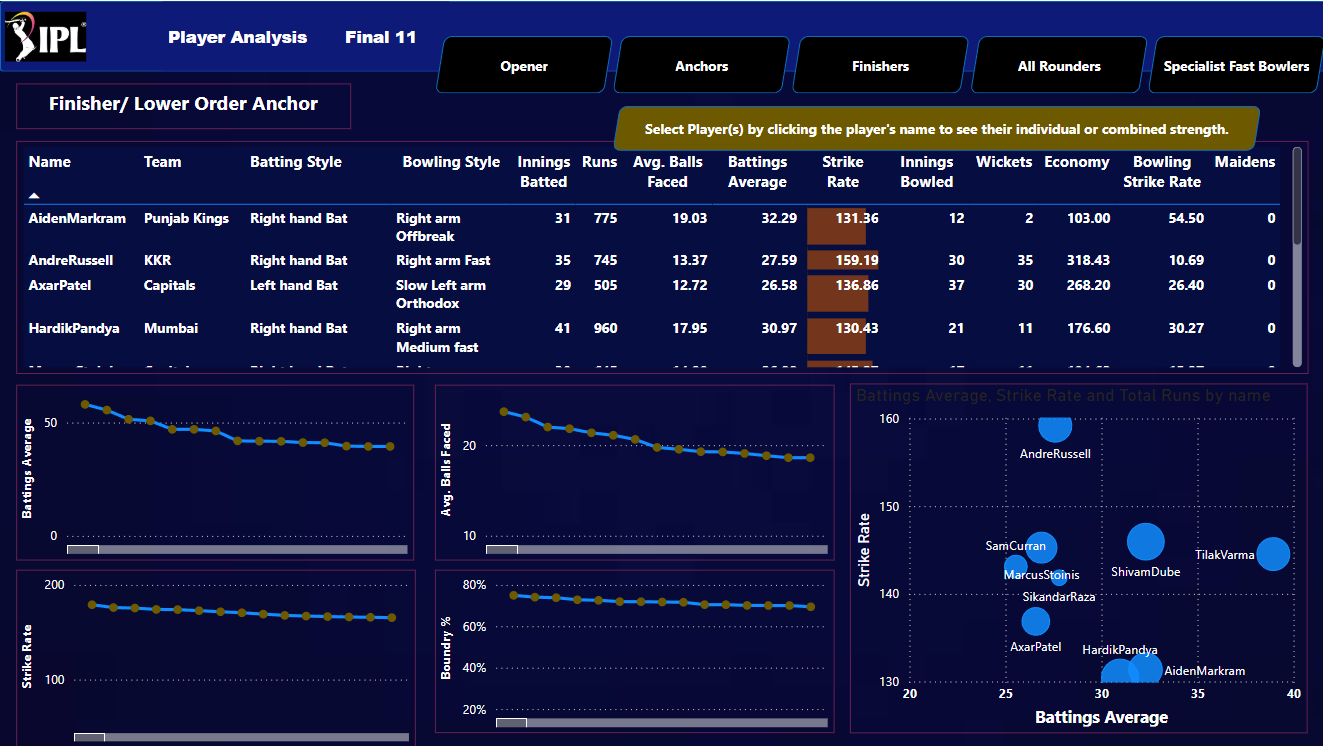 IPL
Player Analysis
Final 11
Opener
Anchors
Finishers
All Rounders
Specialist Fast Bowlers
Finisher/ Lower Order Anchor
Select Player(s) by clicking the player's name to see their individual or combined strength.
Name Team Batting Style Bowling Style Innings Batted Runs Avg. Balls Faced Battings Average Strike Rate Innings Bowled Wickets Economy Bowling Strike Rate Maidens
AidenMarkram Punjab Kings Right hand Bat Right arm Offbreak 31 775 19.03 32.29 131.36 12 2 103.00 54.50 0
AndreRussell KKR Right hand Bat Right arm Fast 35 745 13.37 27.59 159.19 30 35 318.43 10.69 0
AxarPatel Capitals Left hand Bat Slow Left arm Orthodox 29 505 12.72 26.58 136.86 37 30 268.20 26.40 0
HardikPandya Mumbai Right hand Bat Right arm Medium fast 41 960 17.95 30.97 130.43 21 11 176.60 30.27 0
Battings Average
50
0
Avg. Balls Faced
20
10
Strike Rate
200
100
Boundry %
80%
60%
40%
20%
Battings Average, Strike Rate and Total Runs by name
Strike Rate
160
150
140
130
AndreRussell
SamCurran
MarcusStoinis
SikandarRaza
ShivamDube
TilakVarma
AxarPatel
HardikPandya
AidenMarkram
20 25 30 35 40
Battings Average